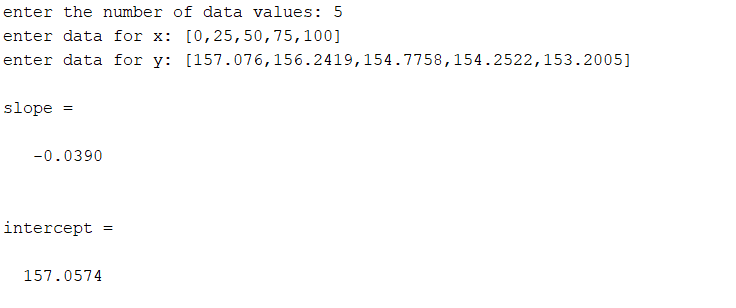 enter the number of data values: 5
enter data for x: [0,25,50,75,100]
enter data for y: [157.076,156.2419,154.7758,154.2522,153.2005]
slope =
-0.0390
intercept =
157.0574